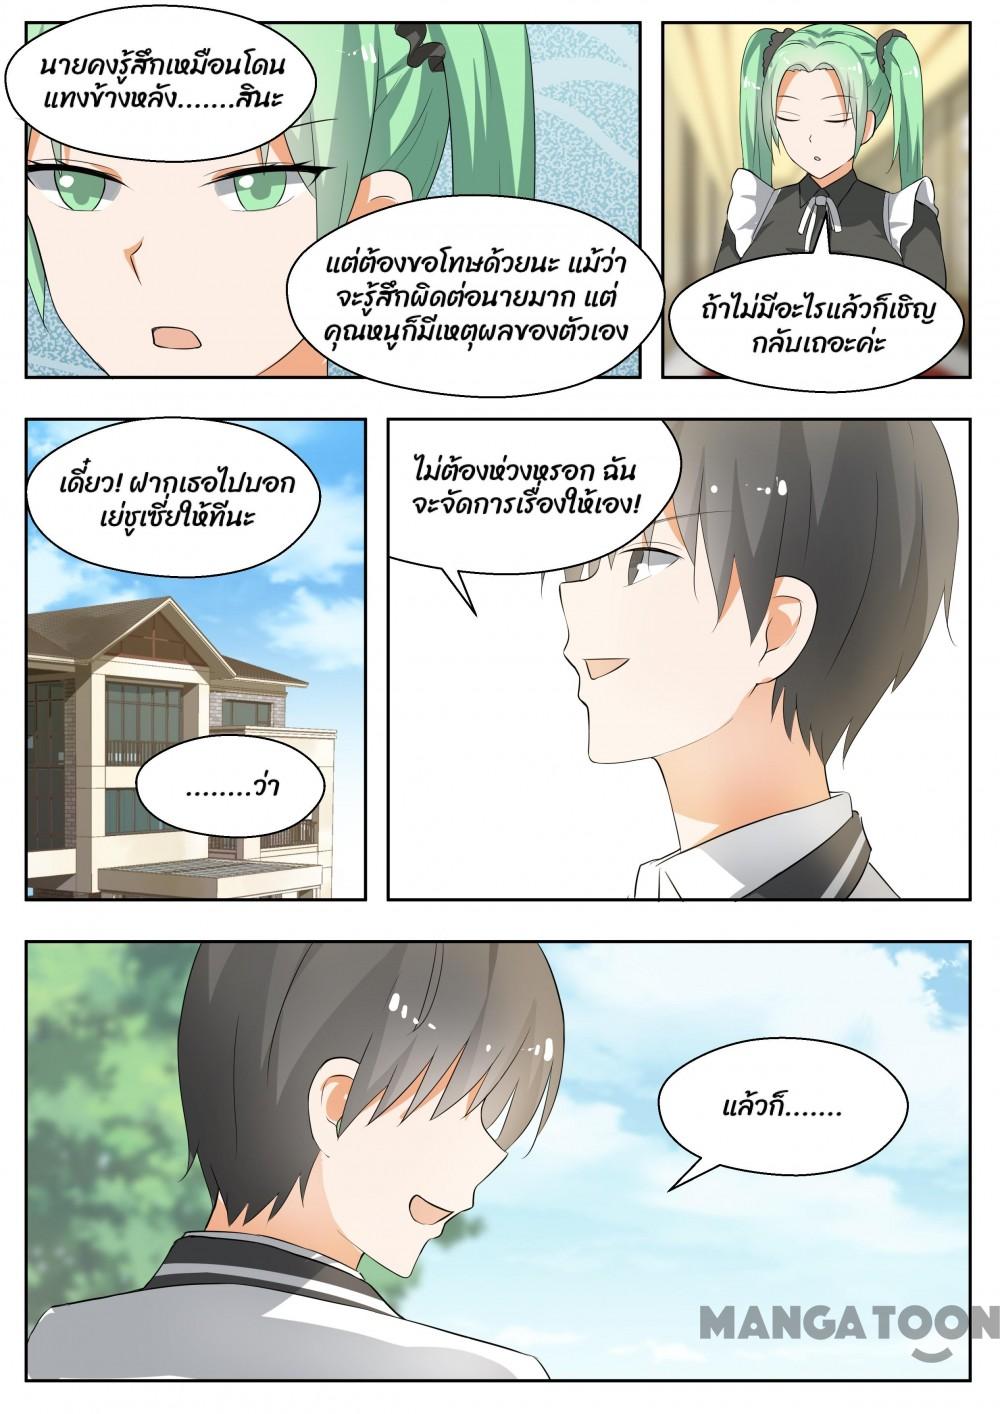 นายคงรู้สึกเหมือนโดน
แทงข้างหลัง.......สินะ
แต่ต้องขอโทษด้วยนะ แม้ว่า
จะรู้สึกผิดต่อนายมาก แต่
คุณหนูก็มีเหตุผลของตัวเอง
ถ้าไม่มีอะไรแล้วก็เชิญ
กลับเถอะค่ะ
เดี๋ยว! ฝากเธอไปบอก
เย่ชูเซี่ยให้ทีนะ
........ว่า
ไม่ต้องห่วงหรอก ฉัน
จะจัดการเรื่องให้เอง!
แล้วก็.......
MANGATOON